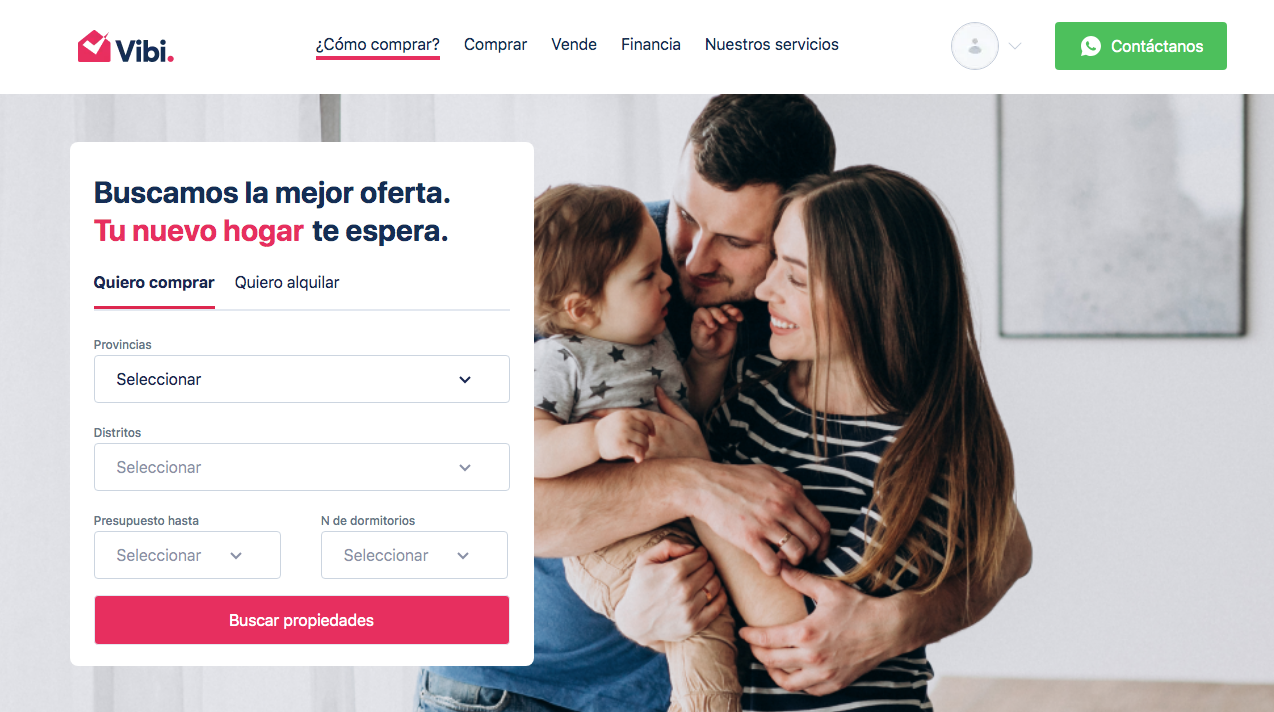 Vibi.
¿Cómo comprar?
Comprar
Vende
Financia
Nuestros servicios
Contáctanos
Buscamos la mejor oferta.
Tu nuevo hogar te espera.
Quiero comprar
Quiero alquilar
Provincias
Seleccionar
Distritos
Seleccionar
Presupuesto hasta
Seleccionar
N de dormitorios
Seleccionar
Buscar propiedades